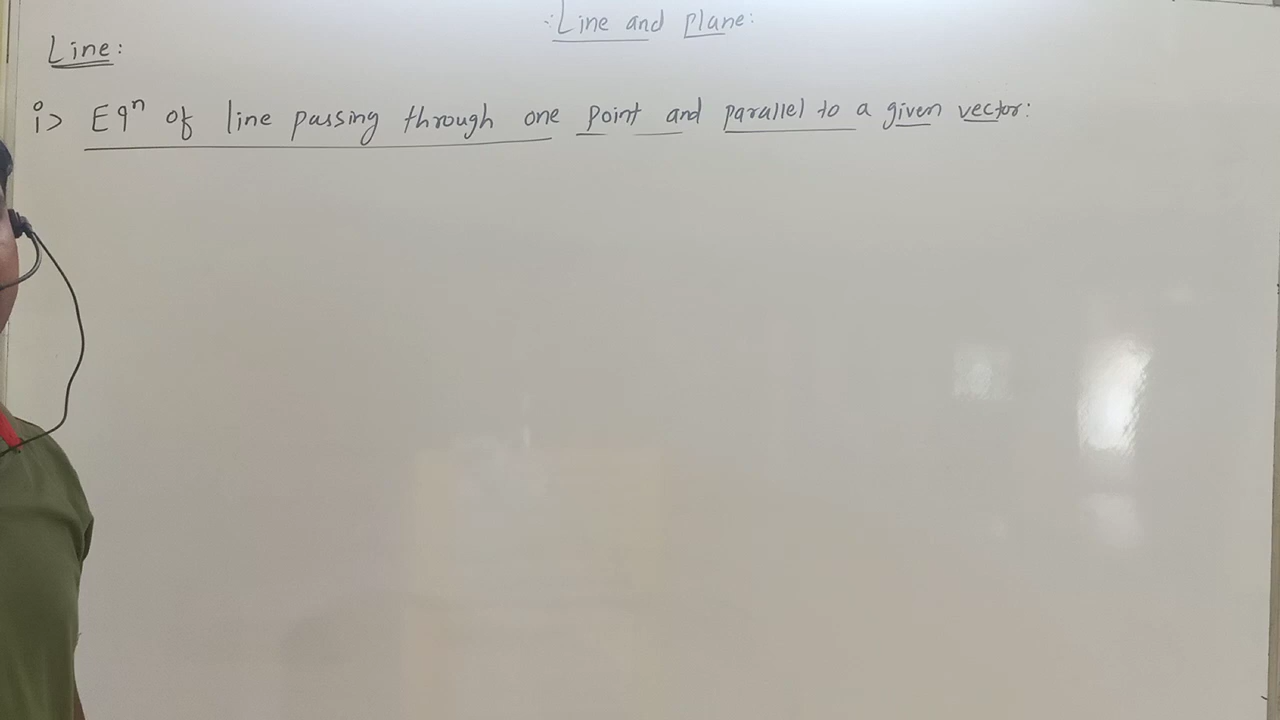 Line and plane:
Line:
i> Eqⁿ of line passing through one point and parallel to a given vector: